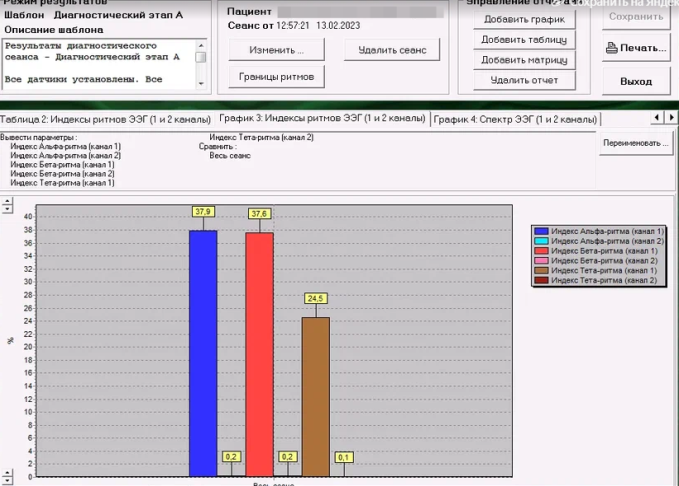 Режим результатов
Шаблон Диагностический этап А
Описание шаблона
Результаты диагностического
сеанса - Диагностический этап А
Все датчики установлены. Все
Пациент
Сеанс от 12:57:21 13.02.2023
Изменить ...
Удалить сеанс
Границы ритмов
Управление
Добавить график
Добавить таблицу
Добавить матрицу
Удалить отчет
Сохранить на Яндек
Сохранить
Печать...
Выход
Таблица 2: Индексы ритмов ЭЭГ (1 и 2 каналы)
График 3: Индексы ритмов ЭЭГ (1 и 2 каналы)
График 4: Спектр ЭЭГ (1 и 2 каналы)
Вывести параметры :
Индекс Альфа-ритма (канал 1)
Индекс Альфа-ритма (канал 2)
Индекс Бета-ритма (канал 1)
Индекс Бета-ритма (канал 2)
Индекс Тета-ритма (канал 1)
Индекс Тета-ритма (канал 2)
Сравнить :
Весь сеанс
Переименовать ...
40
38
36
34
32
30
28
26
24
22
20
18
16
14
12
10
8
6
4
2
0
%
37,9
0,2
37,6
0,2
24,5
0,1
Весь сеанс
Индекс Альфа-ритма (канал 1)
Индекс Альфа-ритма (канал 2)
Индекс Бета-ритма (канал 1)
Индекс Бета-ритма (канал 2)
Индекс Тета-ритма (канал 1)
Индекс Тета-ритма (канал 2)